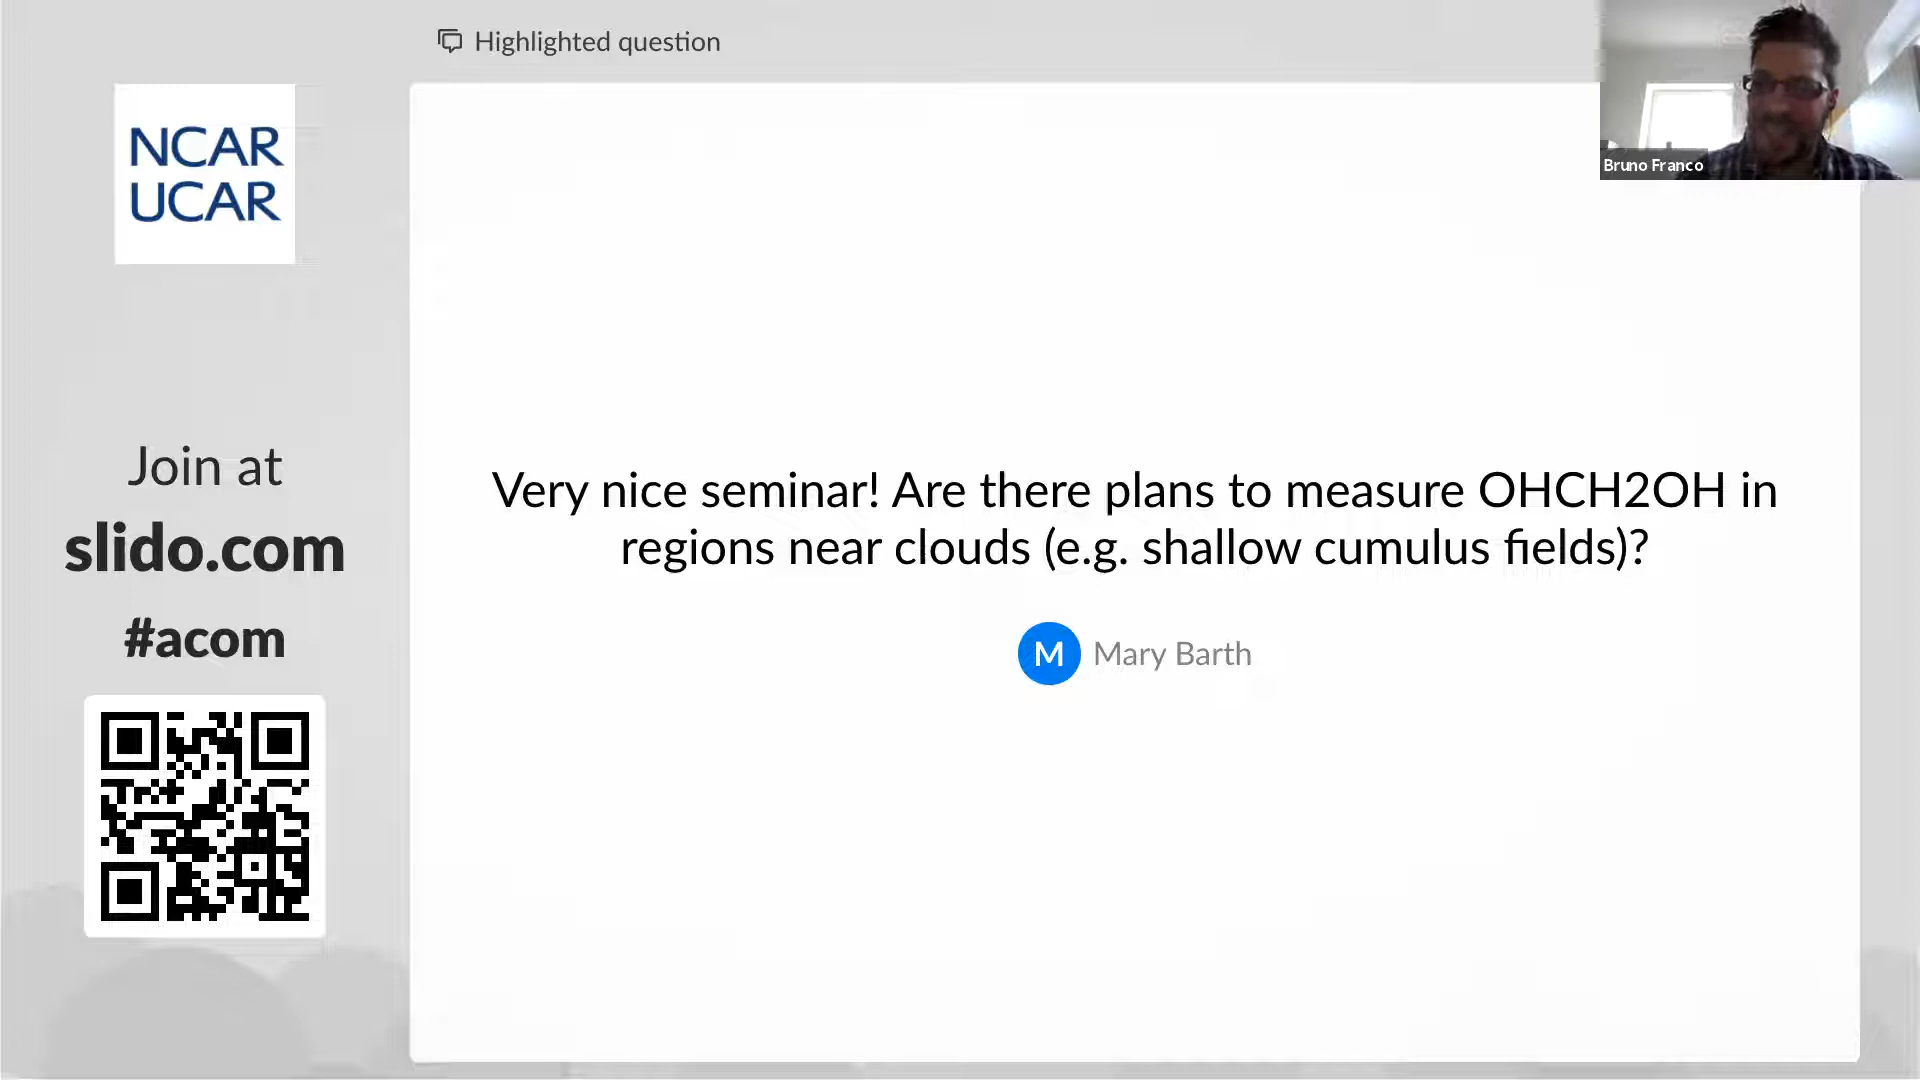 Highlighted question
NCAR
UCAR
Bruno Franco
Join at
slido.com
#acom
Very nice seminar! Are there plans to measure OHCH2OH in
regions near clouds (e.g. shallow cumulus fields)?
M Mary Barth